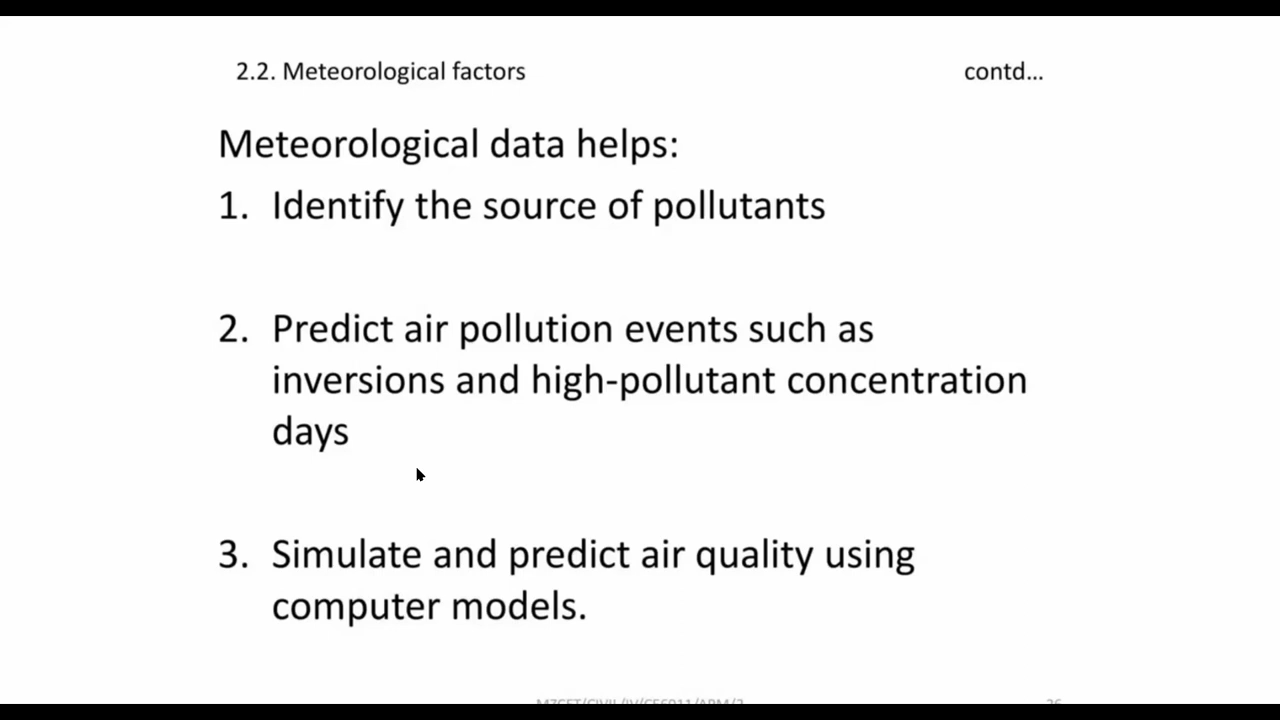 2.2. Meteorological factors contd...
Meteorological data helps:
1. Identify the source of pollutants
2. Predict air pollution events such as
inversions and high-pollutant concentration
days
3. Simulate and predict air quality using
computer models.